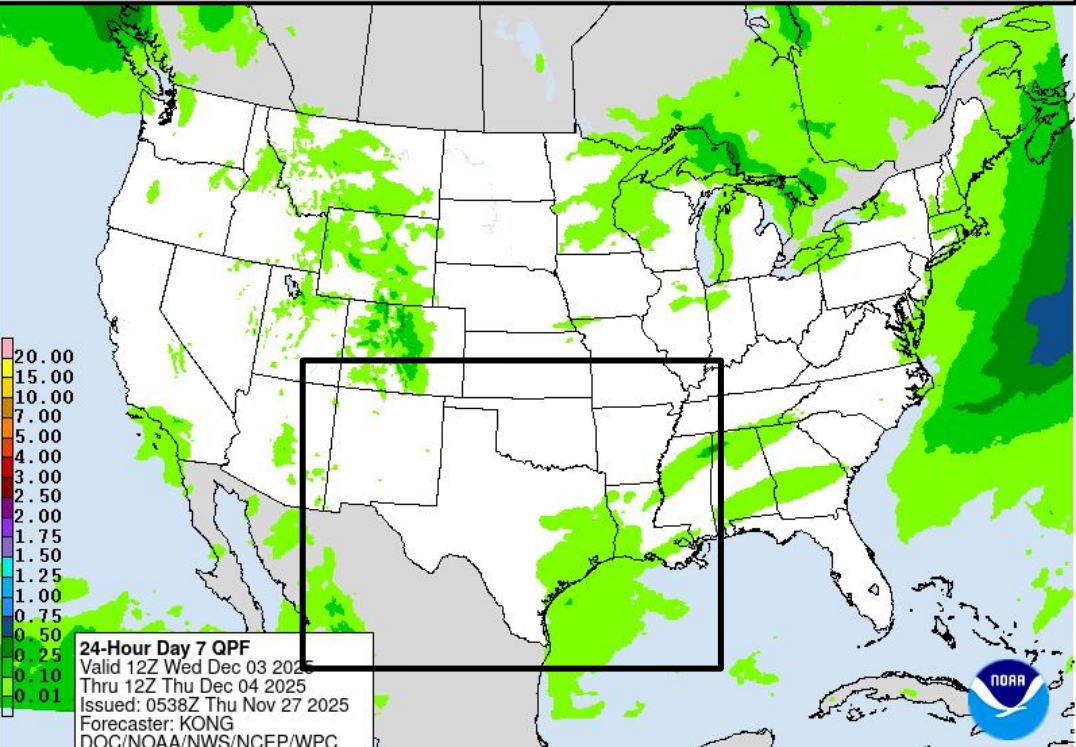 20.00
15.00
10.00
7.00
5.00
4.00
3.00
2.50
2.00
1.75
1.50
1.25
1.00
0.75
0.50
0.25
0.10
0.01
24-Hour Day 7 QPF
Valid 12Z Wed Dec 03 2025
Thru 12Z Thu Dec 04 2025
Issued: 0538Z Thu Nov 27 2025
Forecaster: KONG
DOC/NOAA/NWS/NCEP/WPC
NOAA